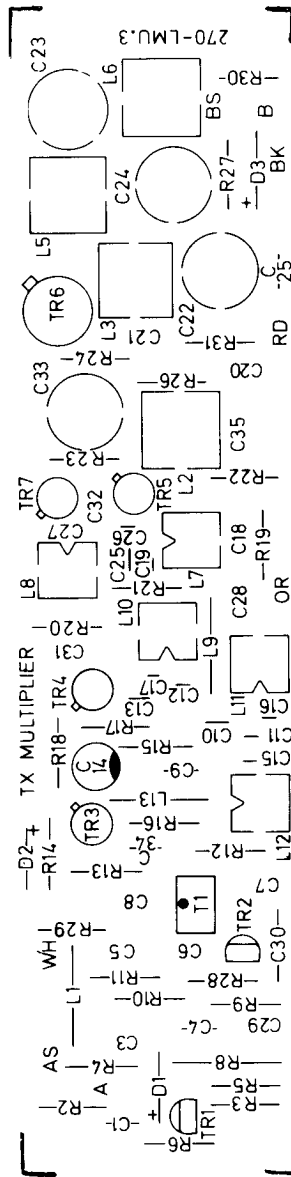 270-LMU.3
C23
L6
R30
BS
B
BK
D3
+
R27
C24
L5
TR6
L3
C21
C22
C
25
RD
R31
R24
C33
R26
C20
R23
C35
L2
R22
TR7
C32
TR5
C27
C26
C25
C19
L7
C18
R19
L8
R21
L10
C28
OR
R20
C31
L9
TR4
C17
C12
C13
L11
C16
TX MULTIPLIER
R18
R17
C10
C11
R15
C
14
C9
C15
L13
D2
+
R14
TR3
R16
C
34
R12
L12
R13
C8
T1
C7
TR2
C30
WH
R29
C5
C6
R11
R28
L1
R10
R9
C4
C29
C3
AS
R4
R8
A
D1
+
R5
R2
R3
C1
TR1
R6